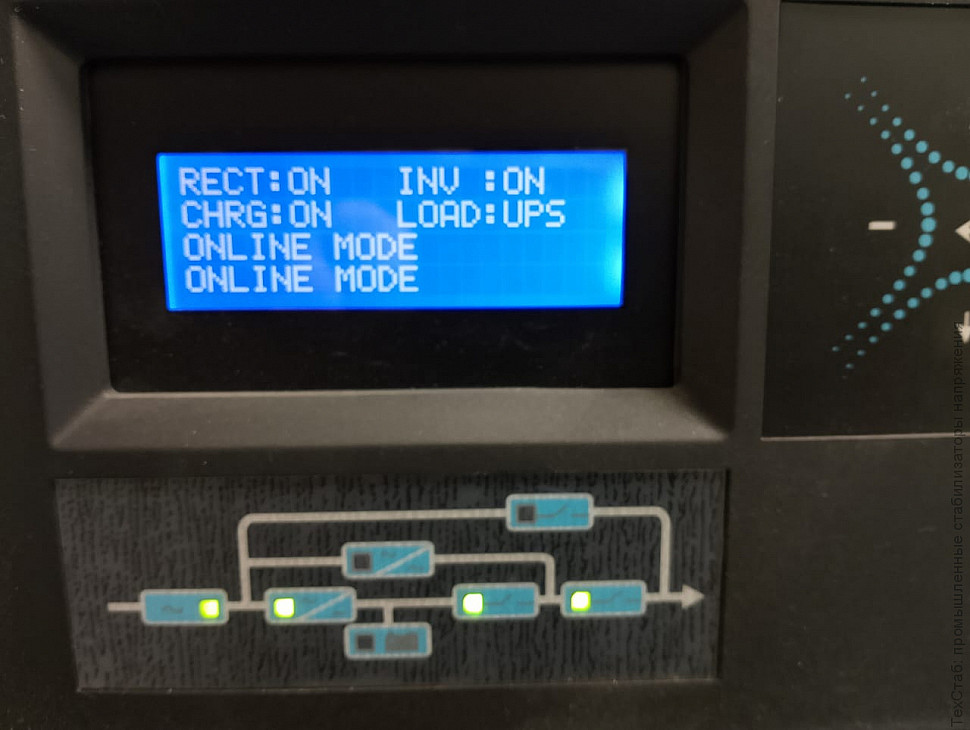 RECT:ON INV :ON
CHRG:ON LOAD:UPS
ONLINE MODE
ONLINE MODE
ТехСтаб: промышленные стабилизаторы напряжения